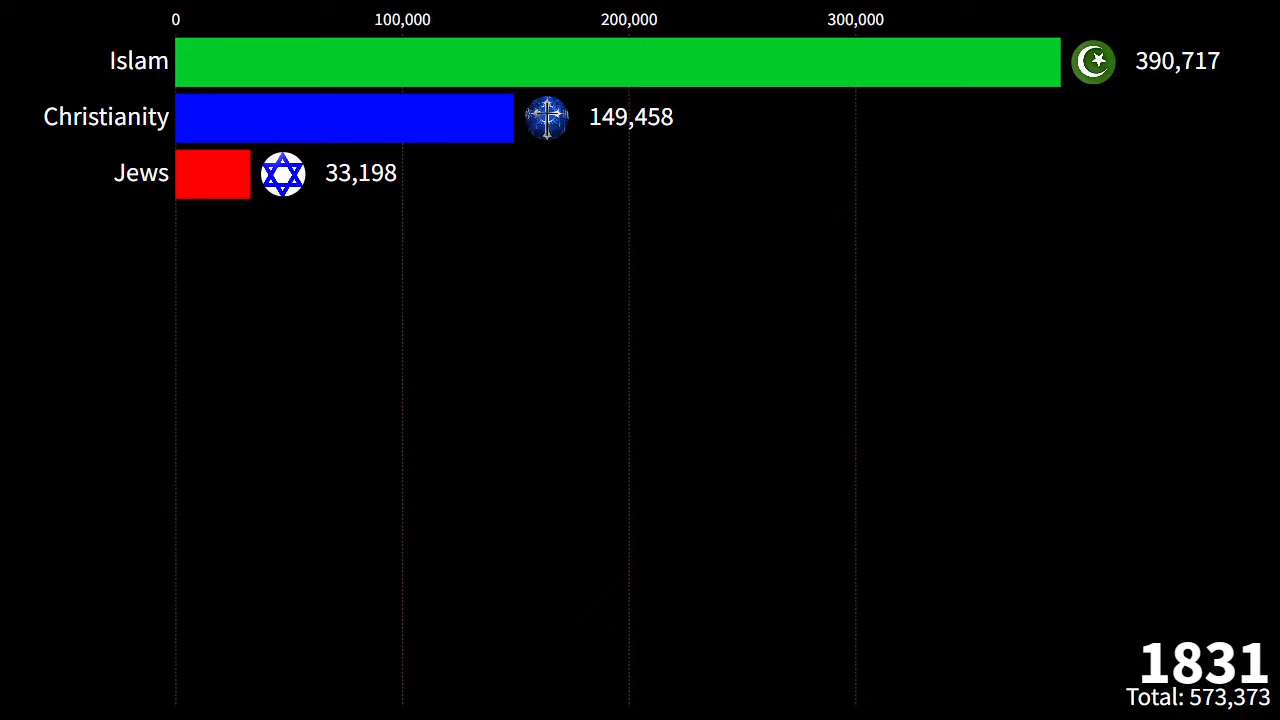 0 100,000 200,000 300,000
Islam 390,717
Christianity 149,458
Jews 33,198
1831
Total: 573,373